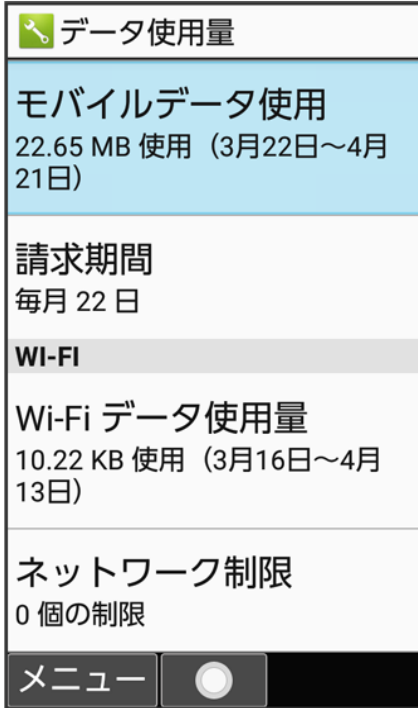 データ使用量
モバイルデータ使用
22.65 MB 使用（3月22日～4月
21日）
請求期間
毎月 22 日
WI-FI
Wi-Fi データ使用量
10.22 KB 使用（3月16日～4月
13日）
ネットワーク制限
0 個の制限
メニュー